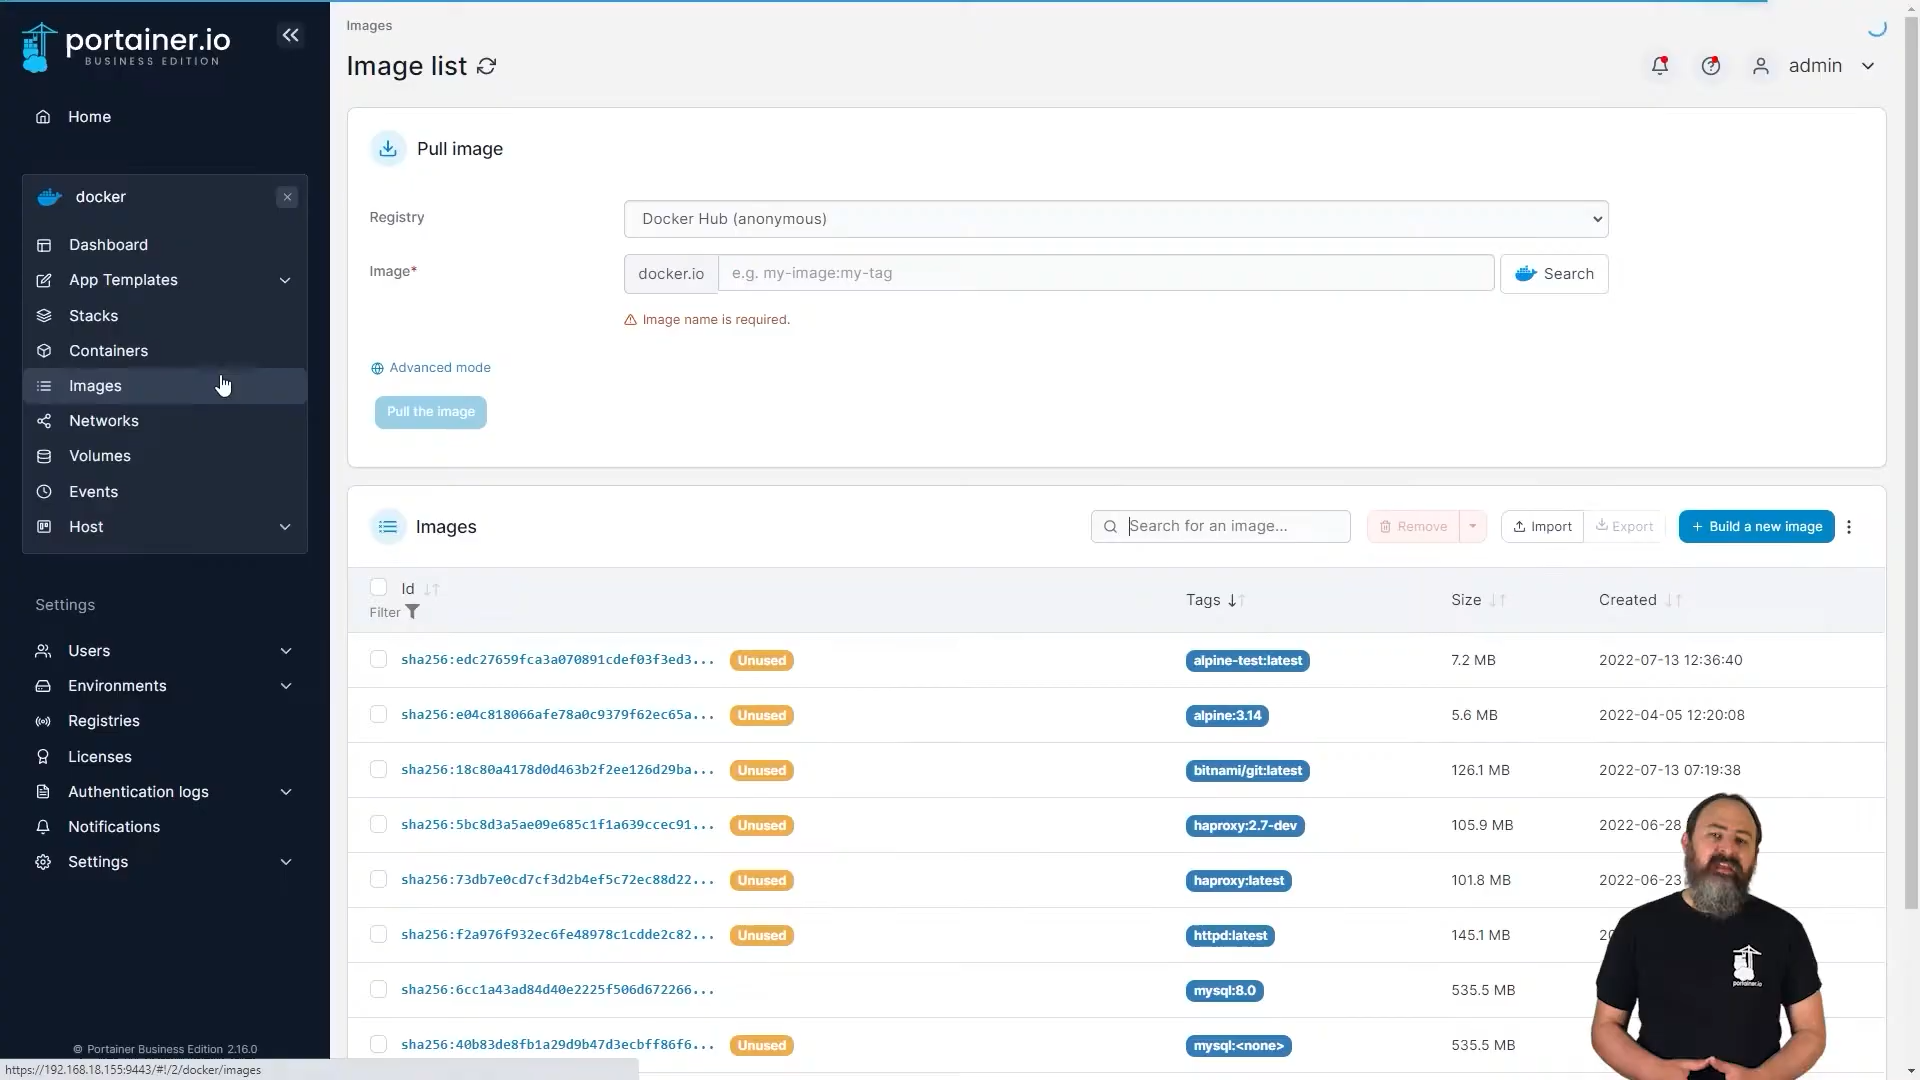 portainer.io
BUSINESS EDITION
Home
docker
Dashboard
App Templates
Stacks
Containers
Images
Networks
Volumes
Events
Host
Settings
Users
Environments
Registries
Licenses
Authentication logs
Notifications
Settings
© Portainer Business Edition 2.16.0
https://192.168.18.155:9443/#!/2/docker/images
Images
Image list
admin
Pull image
Registry
Docker Hub (anonymous)
Image*
docker.io
e.g. my-image:my-tag
Search
Image name is required.
Advanced mode
Pull the image
Images
Search for an image...
Remove
Import
Export
+ Build a new image
Id
Filter
Tags
Size
Created
sha256:edc27659fca3a070891cdef03f3ed3... Unused alpine-test:latest 7.2 MB 2022-07-13 12:36:40
sha256:e04c818066afe78a0c9379f62ec65a... Unused alpine:3.14 5.6 MB 2022-04-05 12:20:08
sha256:18c80a4178d0d463b2f2ee126d29ba... Unused bitnami/git:latest 126.1 MB 2022-07-13 07:19:38
sha256:5bc8d3a5ae09e685c1f1a639ccec91... Unused haproxy:2.7-dev 105.9 MB 2022-06-28
sha256:73db7e0cd7cf3d2b4ef5c72ec88d22... Unused haproxy:latest 101.8 MB 2022-06-23
sha256:f2a976f932ec6fe48978c1cdde2c82... Unused httpd:latest 145.1 MB
sha256:6cc1a43ad84d40e2225f506d672266... mysql:8.0 535.5 MB
sha256:40b83de8fb1a29d9b47d3ecbff86f6... Unused mysql:<none> 535.5 MB
portainer.io